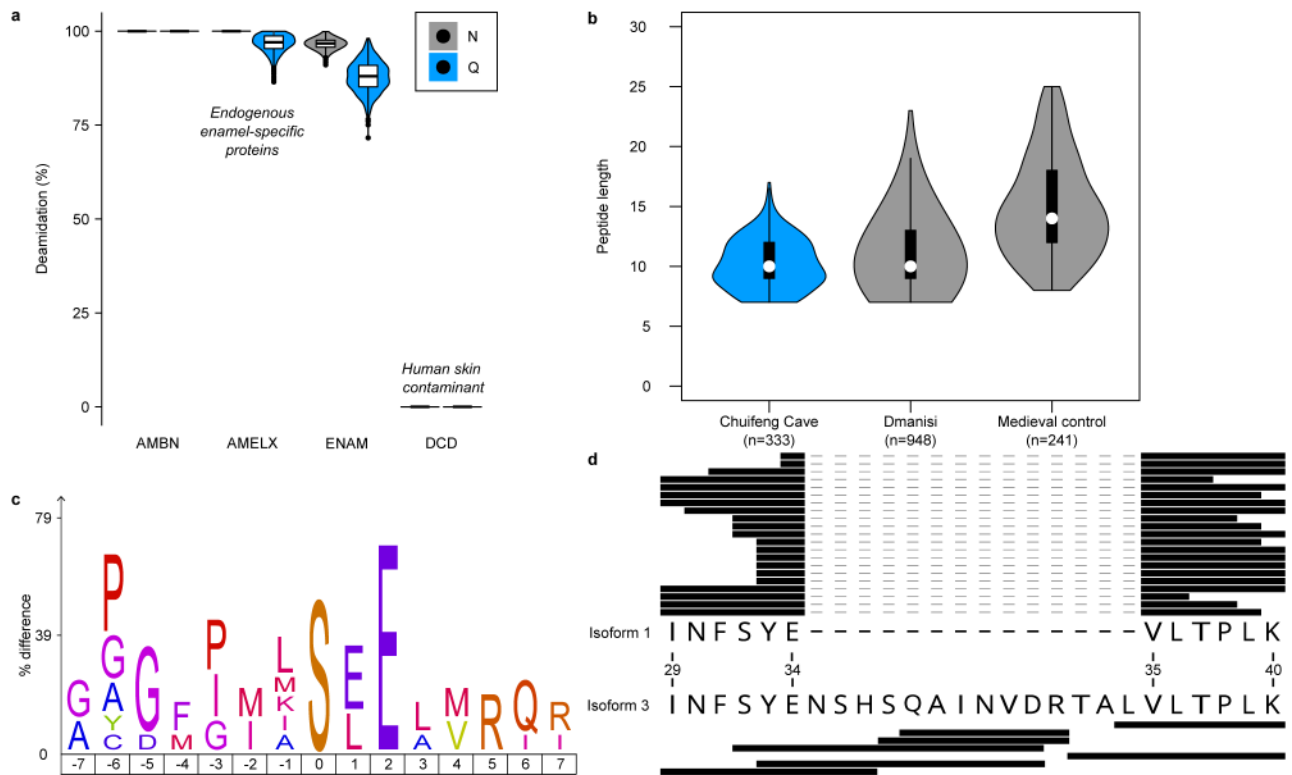 a
100
75
50
25
0
Deamidation (%)
N
Q
Endogenous
enamel-specific
proteins
Human skin
contaminant
AMBN
AMELX
ENAM
DCD
b
30
25
20
15
10
5
0
Peptide length
Chuifeng Cave
(n=333)
Dmanisi
(n=948)
Medieval control
(n=241)
c
79
39
0
% difference
G
A
P
G
A
Y
C
G
D
F
M
P
I
G
M
I
L
M
K
I
A
S
E
L
E
L
A
M
V
R
Q
I
R
I
-7 -6 -5 -4 -3 -2 -1 0 1 2 3 4 5 6 7
d
Isoform 1 I N F S Y E - - - - - - - - - - - - - - V L T P L K
29 34 35 40
Isoform 3 I N F S Y E N S H S Q A I N V D R T A L V L T P L K